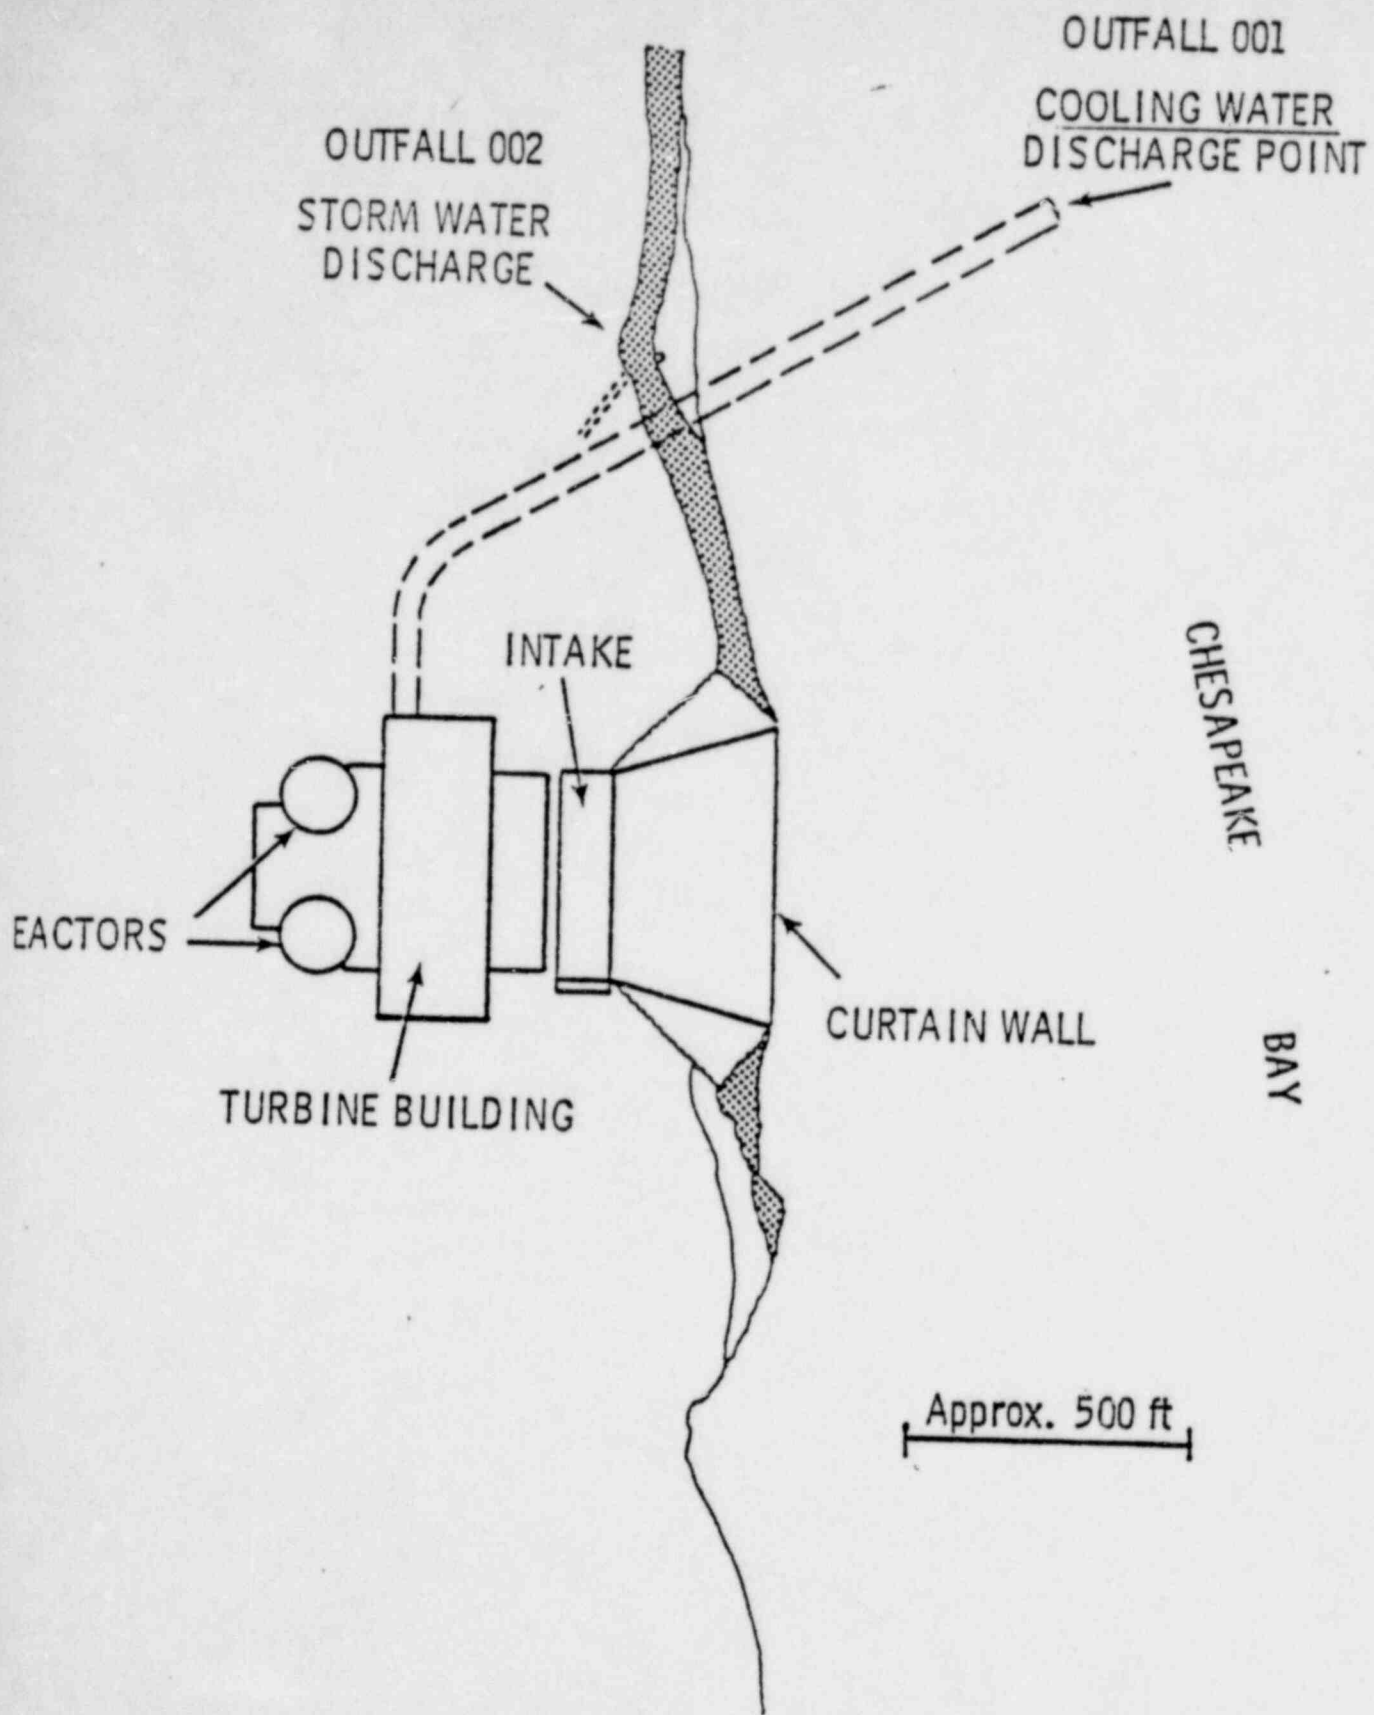 OUTFALL 001
COOLING WATER
DISCHARGE POINT
OUTFALL 002
STORM WATER
DISCHARGE
INTAKE
CHESAPEAKE
BAY
EACTORS
CURTAIN WALL
TURBINE BUILDING
Approx. 500 ft